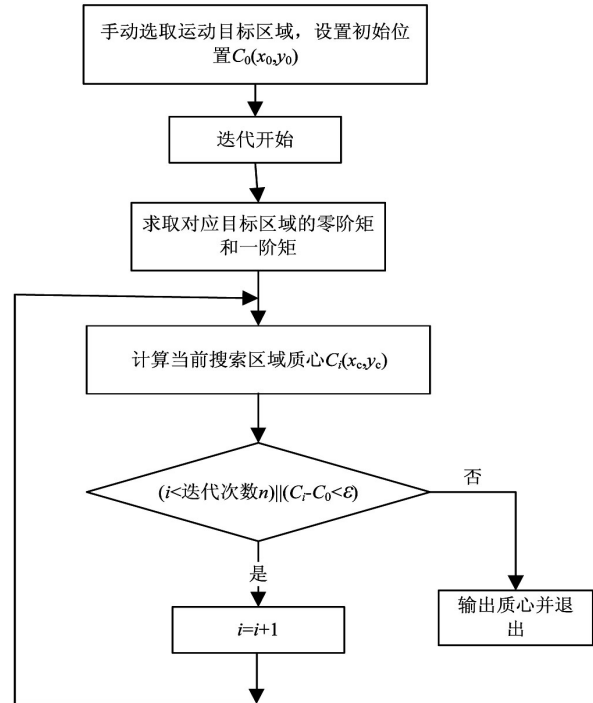 手动选取运动目标区域，设置初始位
置C₀(x₀,y₀)
迭代开始
求取对应目标区域的零阶矩
和一阶矩
计算当前搜索区域质心Cᵢ(x_c,y_c)
(i<迭代次数n)||(Cᵢ-C₀<ε)
否
是
输出质心并退
出
i=i+1